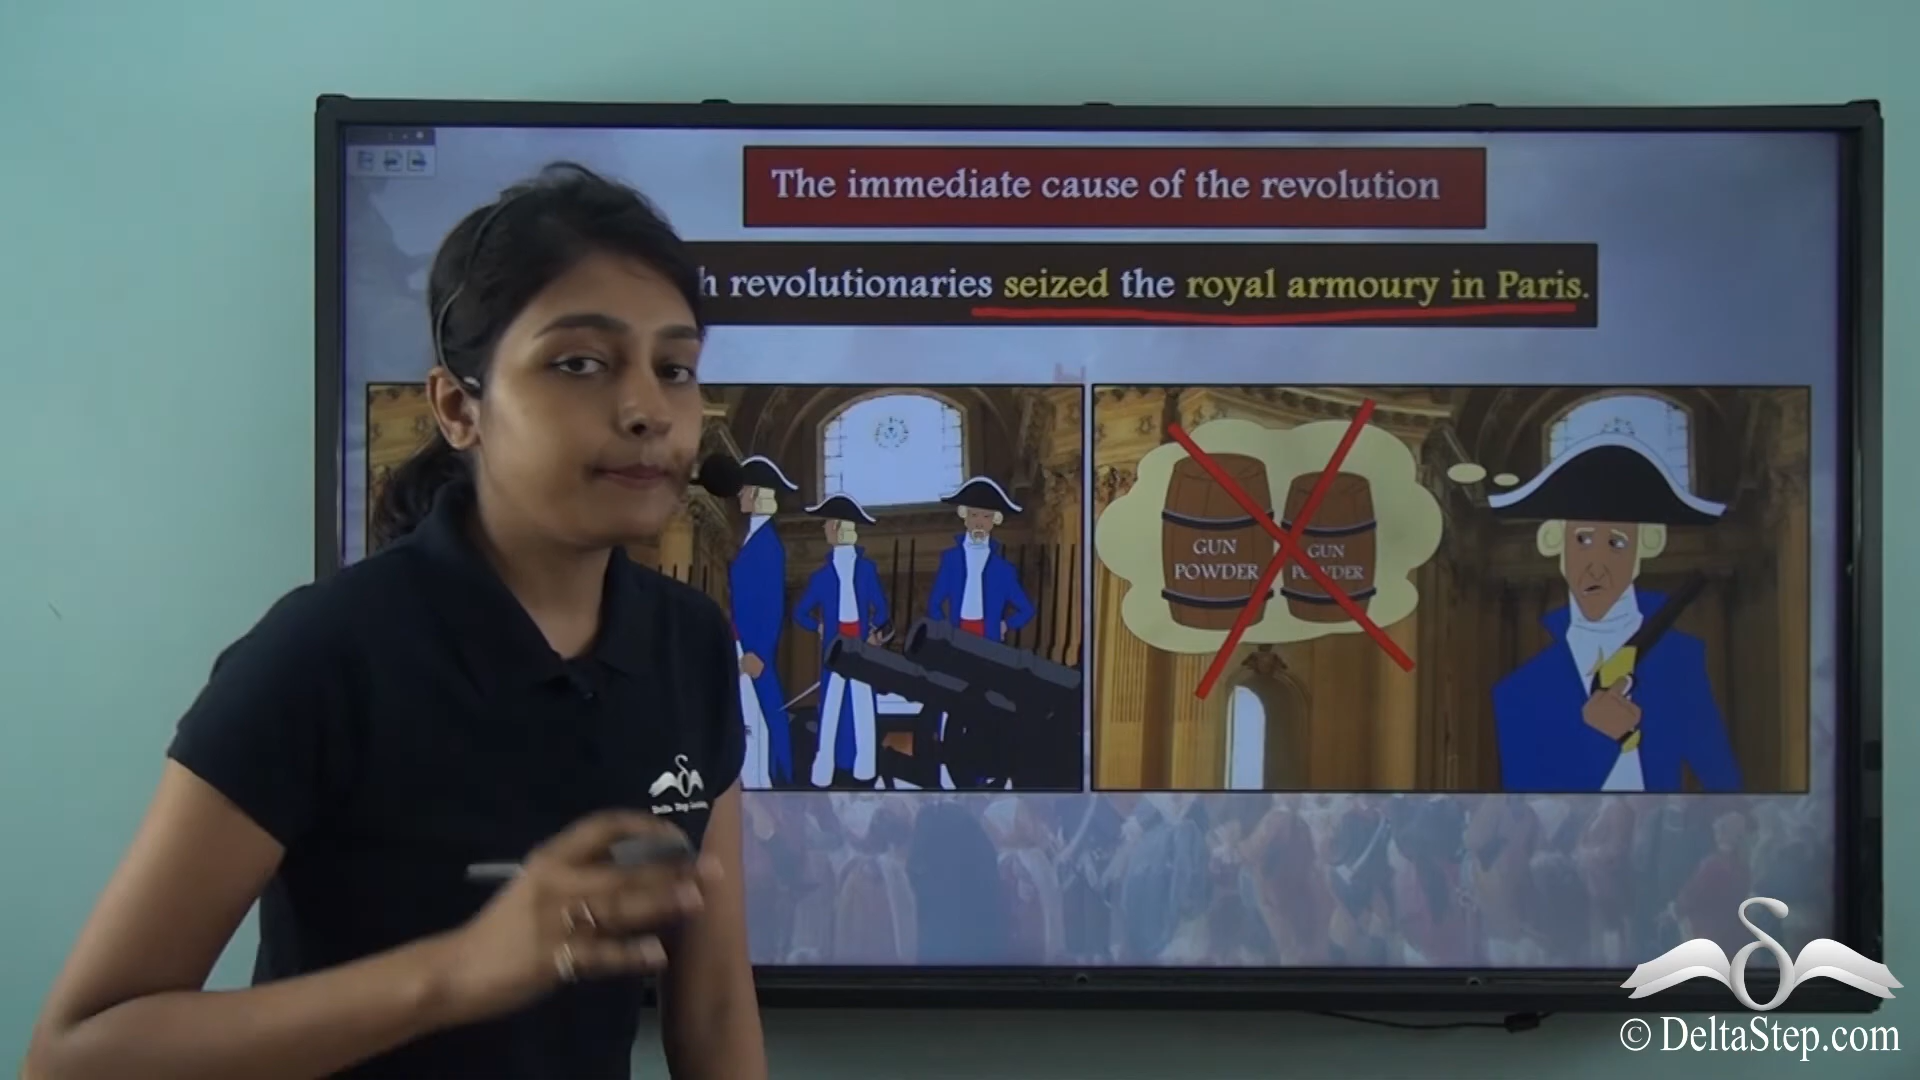 The immediate cause of the revolution
h revolutionaries seized the royal armoury in Paris.
GUN
POWDER
GUN
POWDER
© DeltaStep.com